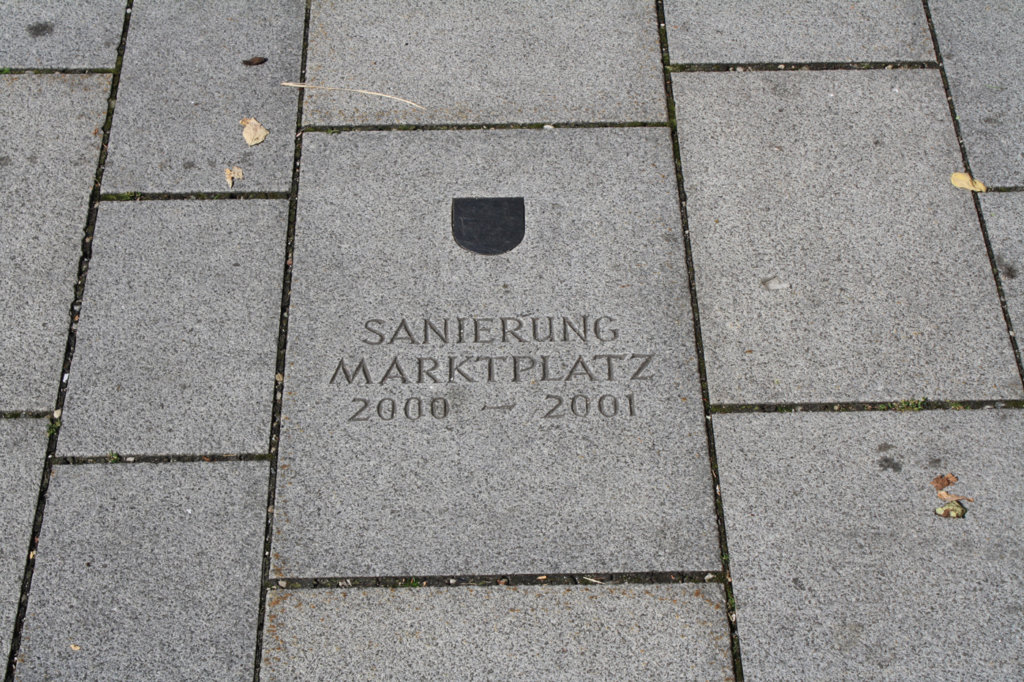 SANIERUNG
MARKTPLATZ
2000 - 2001